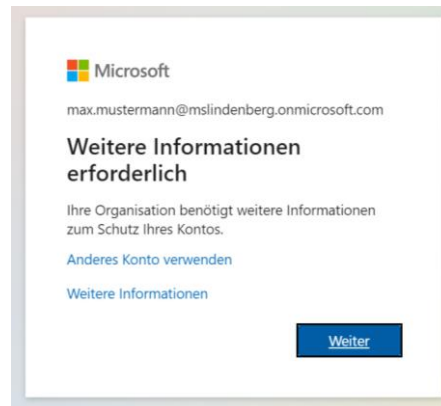 Microsoft
max.mustermann@mslindenberg.onmicrosoft.com
Weitere Informationen
erforderlich
Ihre Organisation benötigt weitere Informationen
zum Schutz Ihres Kontos.
Anderes Konto verwenden
Weitere Informationen
Weiter